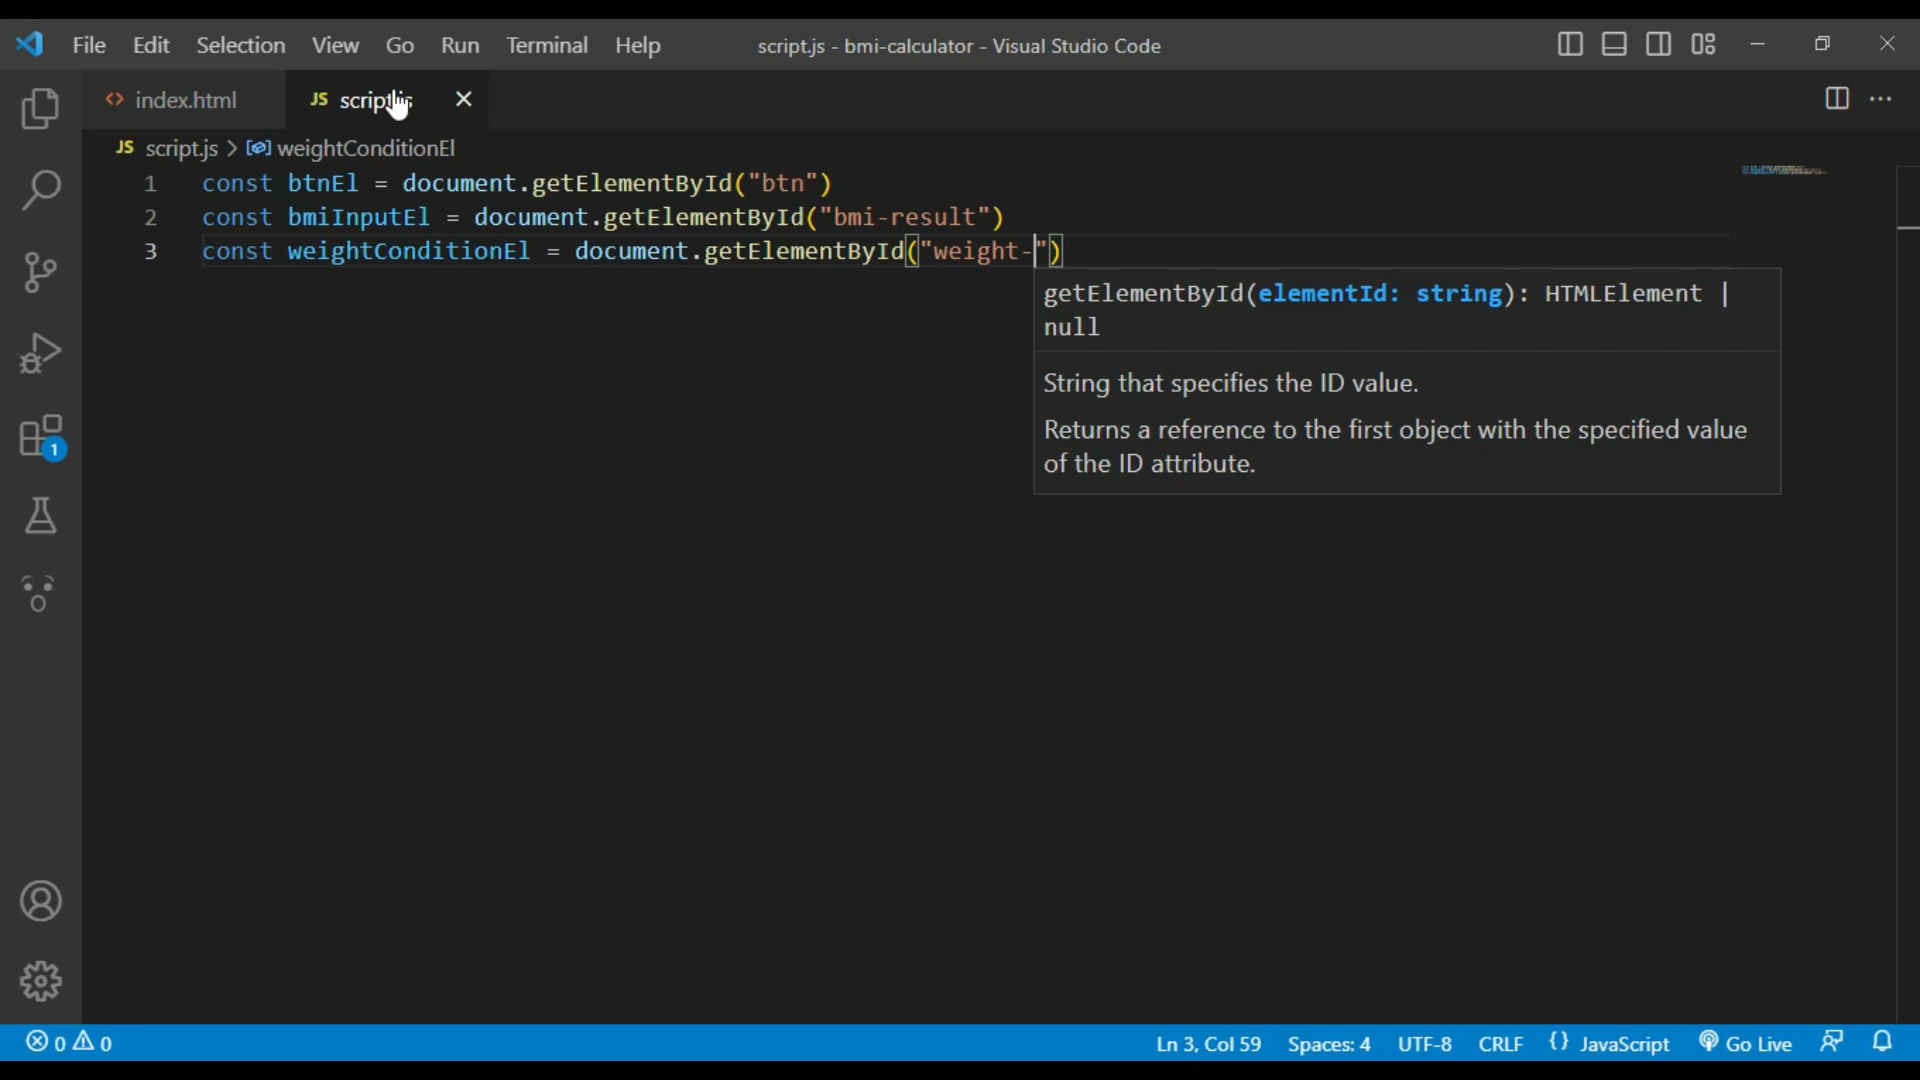 File Edit Selection View Go Run Terminal Help script.js - bmi-calculator - Visual Studio Code
index.html JS script.js
JS script.js > weightConditionEl
1 const btnEl = document.getElementById("btn")
2 const bmiInputEl = document.getElementById("bmi-result")
3 const weightConditionEl = document.getElementById("weight-")
getElementById(elementId: string): HTMLElement |
null
String that specifies the ID value.
Returns a reference to the first object with the specified value
of the ID attribute.
1
0 0 Ln 3, Col 59 Spaces: 4 UTF-8 CRLF {} JavaScript Go Live